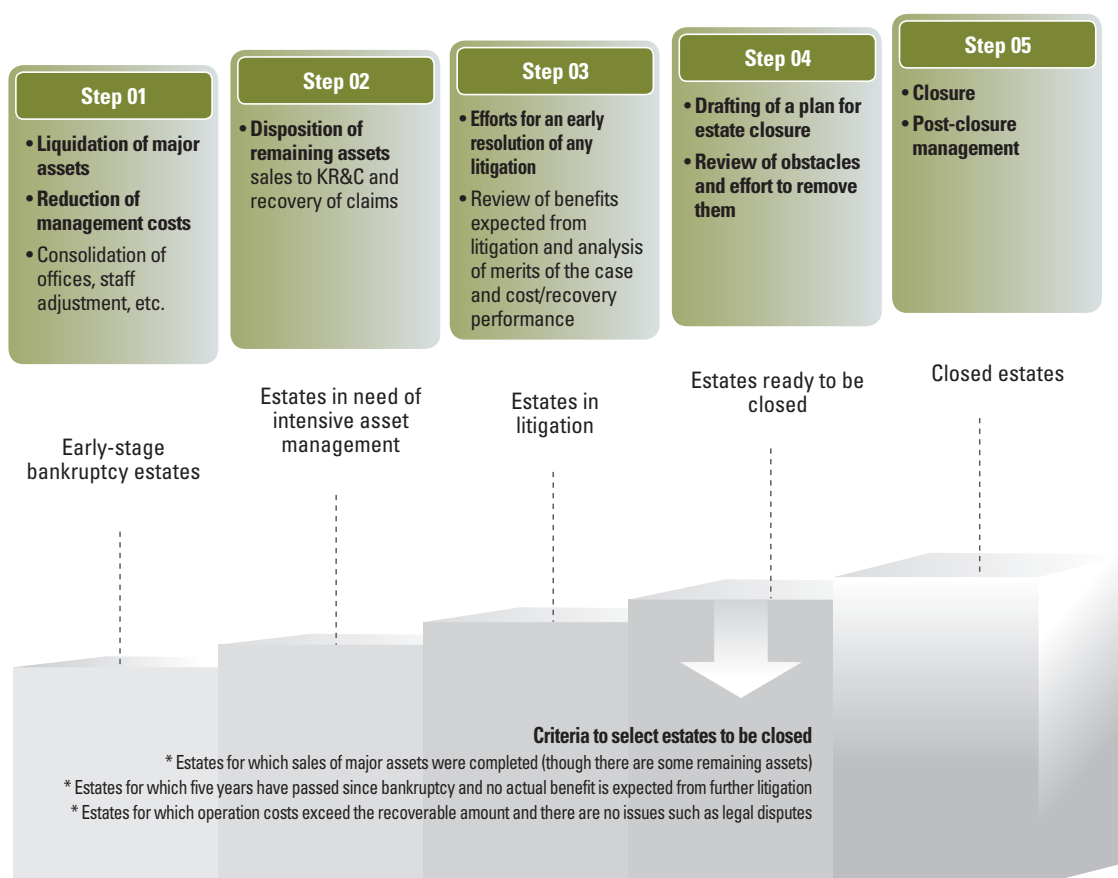 Step 01
• Liquidation of major
assets
• Reduction of
management costs
• Consolidation of
offices, staff
adjustment, etc.
Step 02
• Disposition of
remaining assets
sales to KR&C and
recovery of claims
Step 03
• Efforts for an early
resolution of any
litigation
• Review of benefits
expected from
litigation and analysis
of merits of the case
and cost/recovery
performance
Step 04
• Drafting of a plan for
estate closure
• Review of obstacles
and effort to remove
them
Step 05
• Closure
• Post-closure
management
Early-stage
bankruptcy estates
Estates in need of
intensive asset
management
Estates in
litigation
Estates ready to be
closed
Closed estates
Criteria to select estates to be closed
* Estates for which sales of major assets were completed (though there are some remaining assets)
* Estates for which five years have passed since bankruptcy and no actual benefit is expected from further litigation
* Estates for which operation costs exceed the recoverable amount and there are no issues such as legal disputes